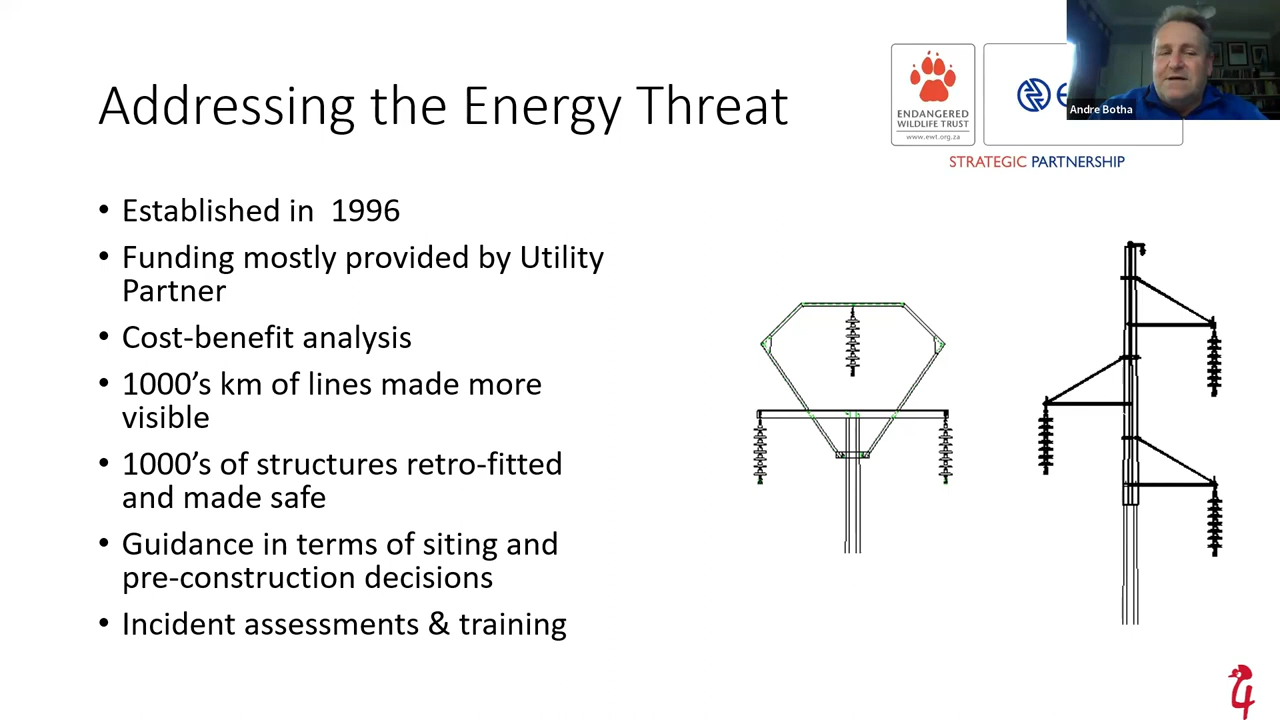 Addressing the Energy Threat
ENDANGERED
WILDLIFE TRUST
www.ewt.org.za
STRATEGIC PARTNERSHIP
Andre Botha
• Established in 1996
• Funding mostly provided by Utility
Partner
• Cost-benefit analysis
• 1000’s km of lines made more
visible
• 1000’s of structures retro-fitted
and made safe
• Guidance in terms of siting and
pre-construction decisions
• Incident assessments & training